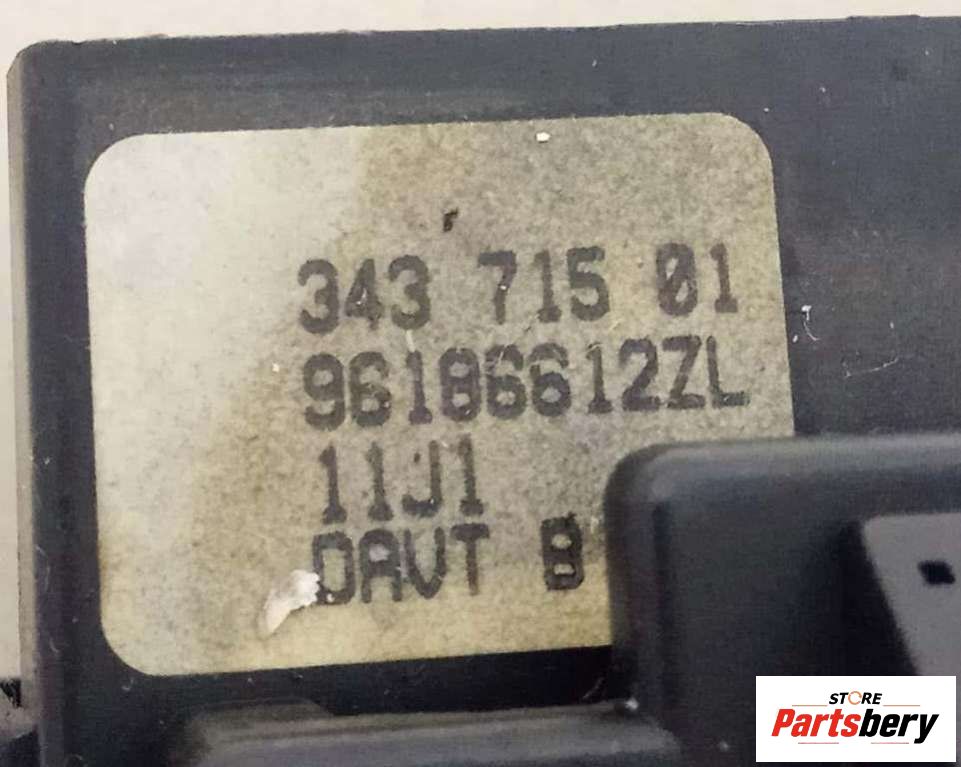 343 715 01
96186612ZL
11J1
DAVT B
STORE
Partsbery